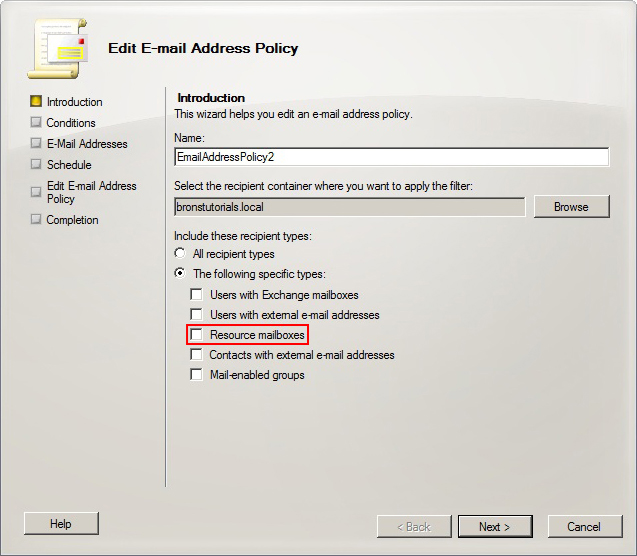 Edit E-mail Address Policy
Introduction
Conditions
E-Mail Addresses
Schedule
Edit E-mail Address
Policy
Completion
Introduction
This wizard helps you edit an e-mail address policy.
Name:
EmailAddressPolicy2
Select the recipient container where you want to apply the filter:
bronstutorials.local
Browse
Include these recipient types:
All recipient types
The following specific types:
Users with Exchange mailboxes
Users with external e-mail addresses
Resource mailboxes
Contacts with external e-mail addresses
Mail-enabled groups
Help
< Back
Next >
Cancel